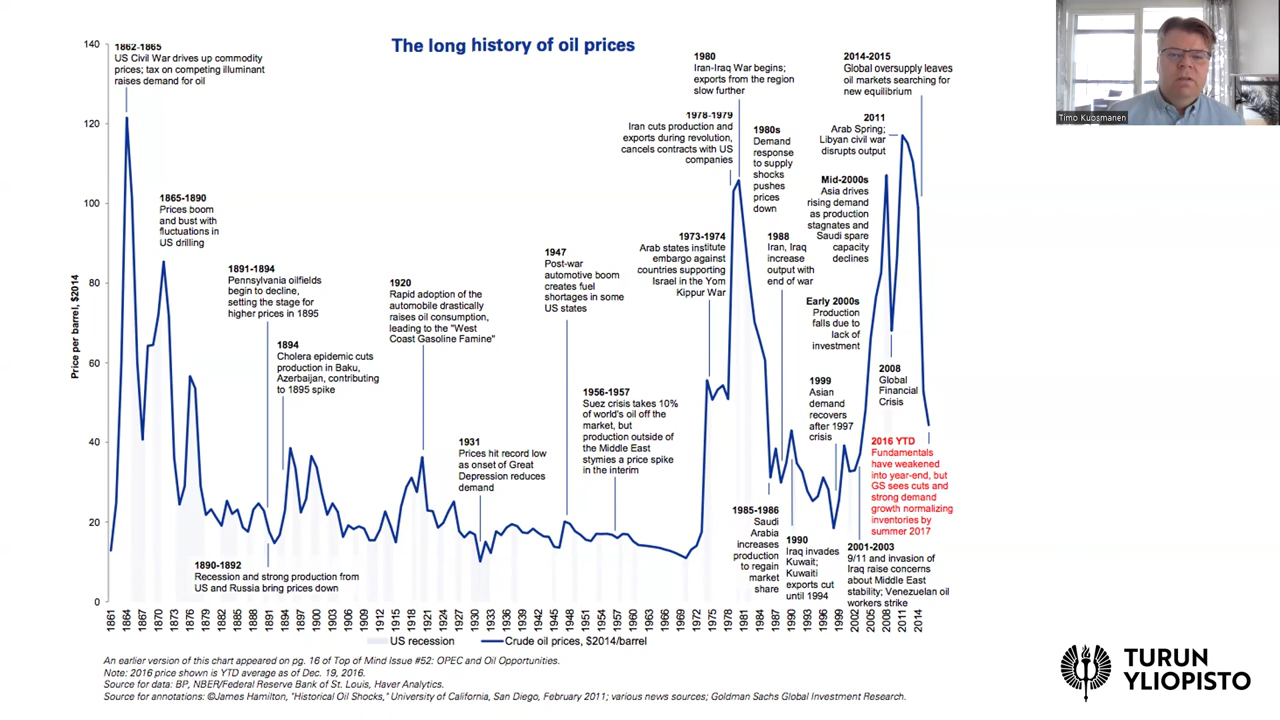 The long history of oil prices
Price per barrel, $2014
140
120
100
80
60
40
20
0
1862-1865
US Civil War drives up commodity
prices; tax on competing illuminant
raises demand for oil
1865-1890
Prices boom
and bust with
fluctuations in
US drilling
1891-1894
Pennsylvania oilfields
begin to decline,
setting the stage for
higher prices in 1895
1894
Cholera epidemic cuts
production in Baku,
Azerbaijan, contributing
to 1895 spike
1890-1892
Recession and strong production from
US and Russia bring prices down
1920
Rapid adoption of the
automobile drastically
raises oil consumption,
leading to the "West
Coast Gasoline Famine"
1931
Prices hit record low
as onset of Great
Depression reduces
demand
1947
Post-war
automotive boom
creates fuel
shortages in some
US states
1956-1957
Suez crisis takes 10%
of world's oil off the
market, but
production outside of
the Middle East
stymies a price spike
in the interim
1973-1974
Arab states institute
embargo against
countries supporting
Israel in the Yom
Kippur War
1978-1979
Iran cuts production and
exports during revolution,
cancels contracts with US
companies
1980
Iran-Iraq War begins;
exports from the region
slow further
1980s
Demand
response
to supply
shocks
pushes
prices
down
1985-1986
Saudi
Arabia
increases
production
to regain
market
share
1988
Iran, Iraq
increase
output with
end of war
1990
Iraq invades
Kuwait;
Kuwaiti
exports cut
until 1994
1999
Asian
demand
recovers
after 1997
crisis
Early 2000s
Production
falls due to
lack of
investment
2001-2003
9/11 and invasion of
Iraq raise concerns
about Middle East
stability; Venezuelan oil
workers strike
Mid-2000s
Asia drives
rising demand
as production
stagnates and
Saudi spare
capacity
declines
2008
Global
Financial
Crisis
2011
Arab Spring;
Libyan civil war
disrupts output
2014-2015
Global oversupply leaves
oil markets searching for
new equilibrium
2016 YTD
Fundamentals
have weakened
into year-end, but
GS sees cuts and
strong demand
growth normalizing
inventories by
summer 2017
1861
1864
1867
1870
1873
1876
1879
1882
1885
1888
1891
1894
1897
1900
1903
1906
1909
1912
1915
1918
1921
1924
1927
1930
1933
1936
1939
1942
1945
1948
1951
1954
1957
1960
1963
1966
1969
1972
1975
1978
1981
1984
1987
1990
1993
1996
1999
2002
2005
2008
2011
2014
US recession
Crude oil prices, $2014/barrel
An earlier version of this chart appeared on pg. 16 of Top of Mind Issue #52: OPEC and Oil Opportunities.
Note: 2016 price shown is YTD average as of Dec. 19, 2016.
Source for data: BP, NBER/Federal Reserve Bank of St. Louis, Haver Analytics.
Source for annotations: ©James Hamilton, "Historical Oil Shocks," University of California, San Diego, February 2011; various news sources; Goldman Sachs Global Investment Research.
Timo Kuosmanen
TURUN
YLIOPISTO